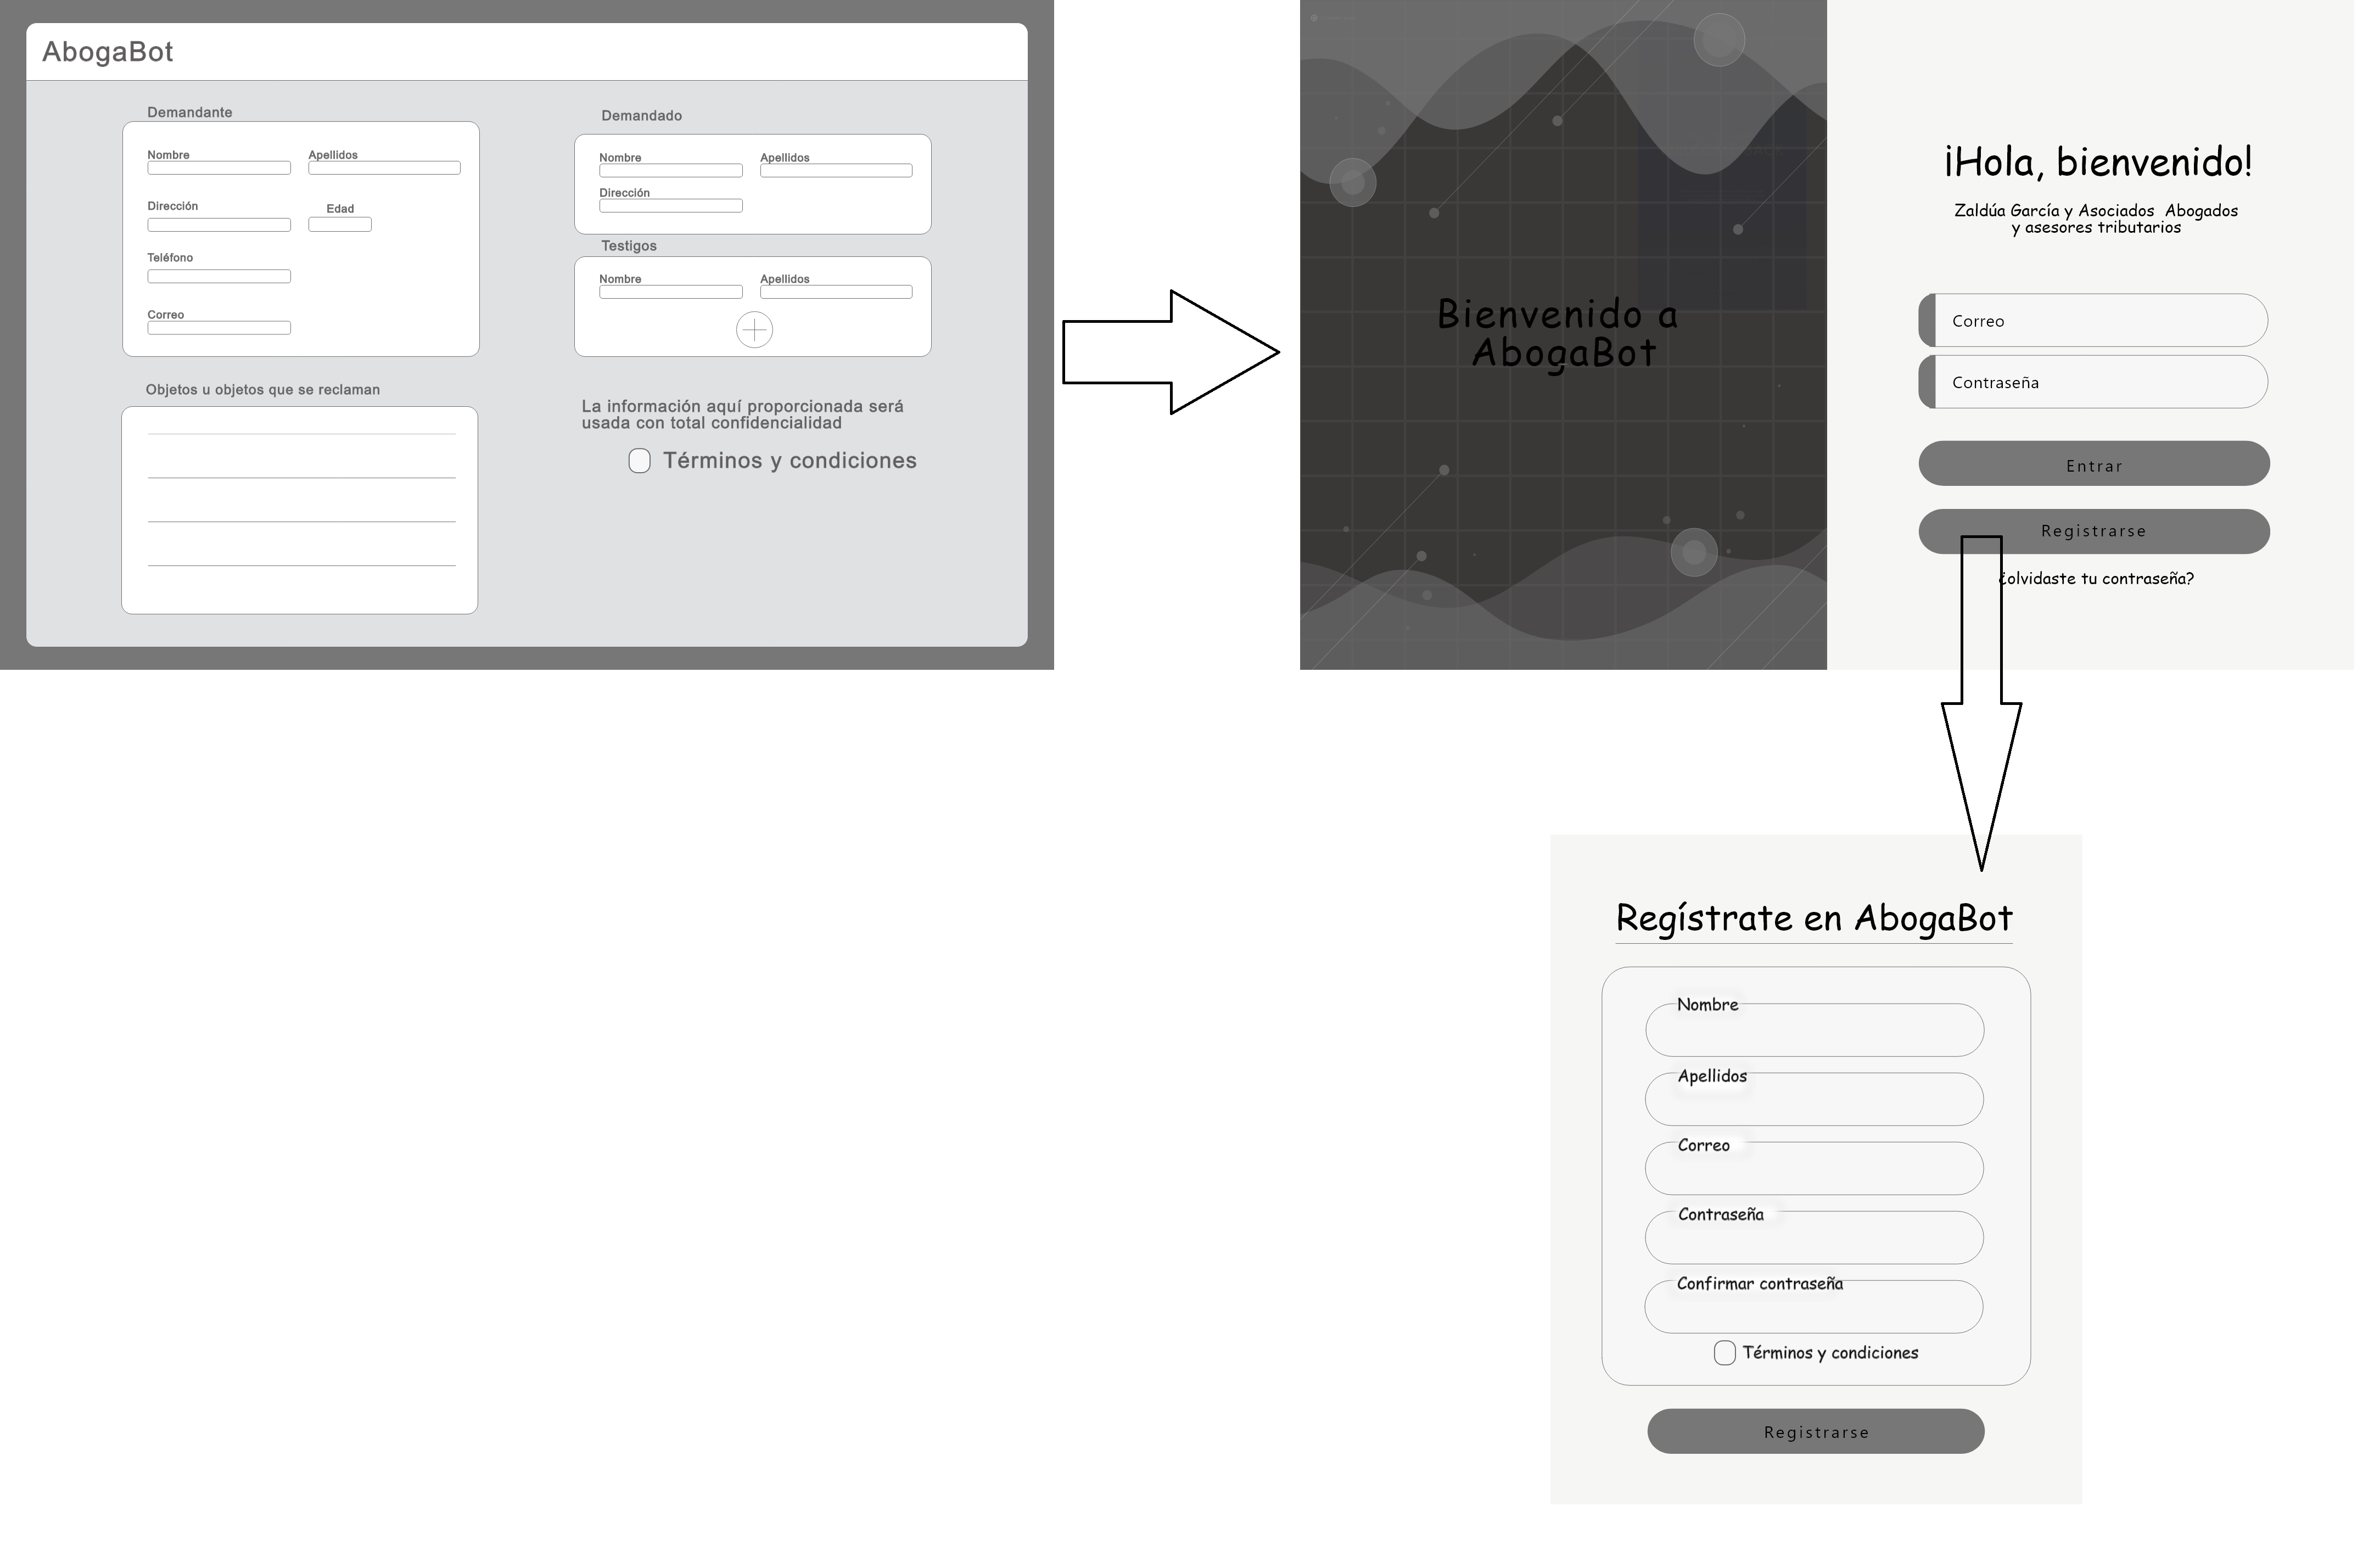 AbogaBot
Demandante
Nombre
Apellidos
Dirección
Edad
Teléfono
Correo
Objetos u objetos que se reclaman
Demandado
Nombre
Apellidos
Dirección
Testigos
Nombre
Apellidos
La información aquí proporcionada será
usada con total confidencialidad
Términos y condiciones
Bienvenido a
AbogaBot
¡Hola, bienvenido!
Zaldúa García y Asociados Abogados
y asesores tributarios
Correo
Contraseña
Entrar
Registrarse
¿olvidaste tu contraseña?
Regístrate en AbogaBot
Nombre
Apellidos
Correo
Contraseña
Confirmar contraseña
Términos y condiciones
Registrarse